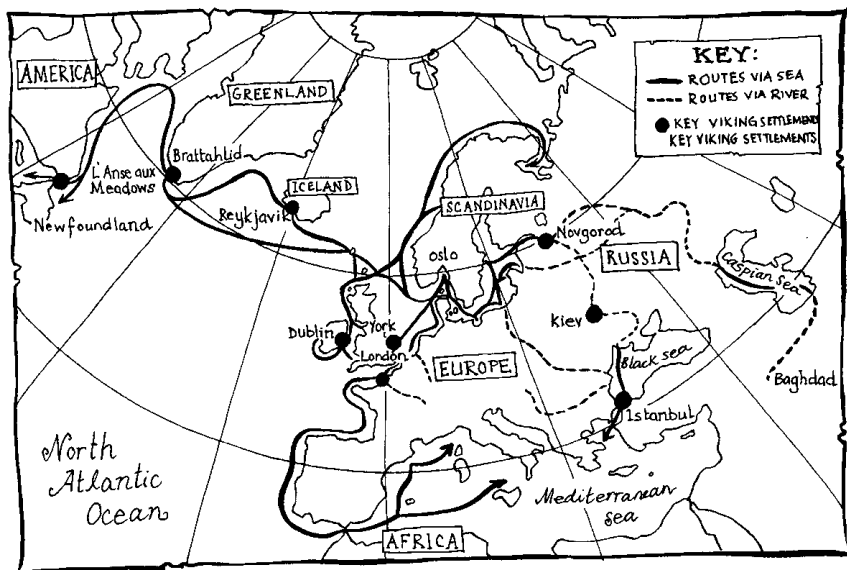 AMERICA
GREENLAND
KEY:
ROUTES VIA SEA
ROUTES VIA RIVER
KEY VIKING SETTLEMENT
KEY VIKING SETTLEMENTS
Brattahlid
L'Anse aux
Meadows
ICELAND
Reykjavik
Newfoundland
SCANDINAVIA
Novgorod
Oslo
RUSSIA
Caspian Sea
Kiev
Dublin
York
London
EUROPE
Black sea
Baghdad
Istanbul
North
Atlantic
Ocean
Mediterranean
sea
AFRICA